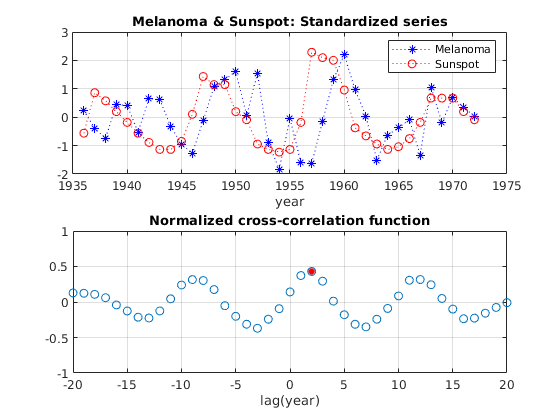 Melanoma & Sunspot: Standardized series
3
2
1
0
-1
-2
1935 1940 1945 1950 1955 1960 1965 1970 1975
year
Melanoma
Sunspot
Normalized cross-correlation function
1
0.5
0
-0.5
-1
-20 -15 -10 -5 0 5 10 15 20
lag(year)